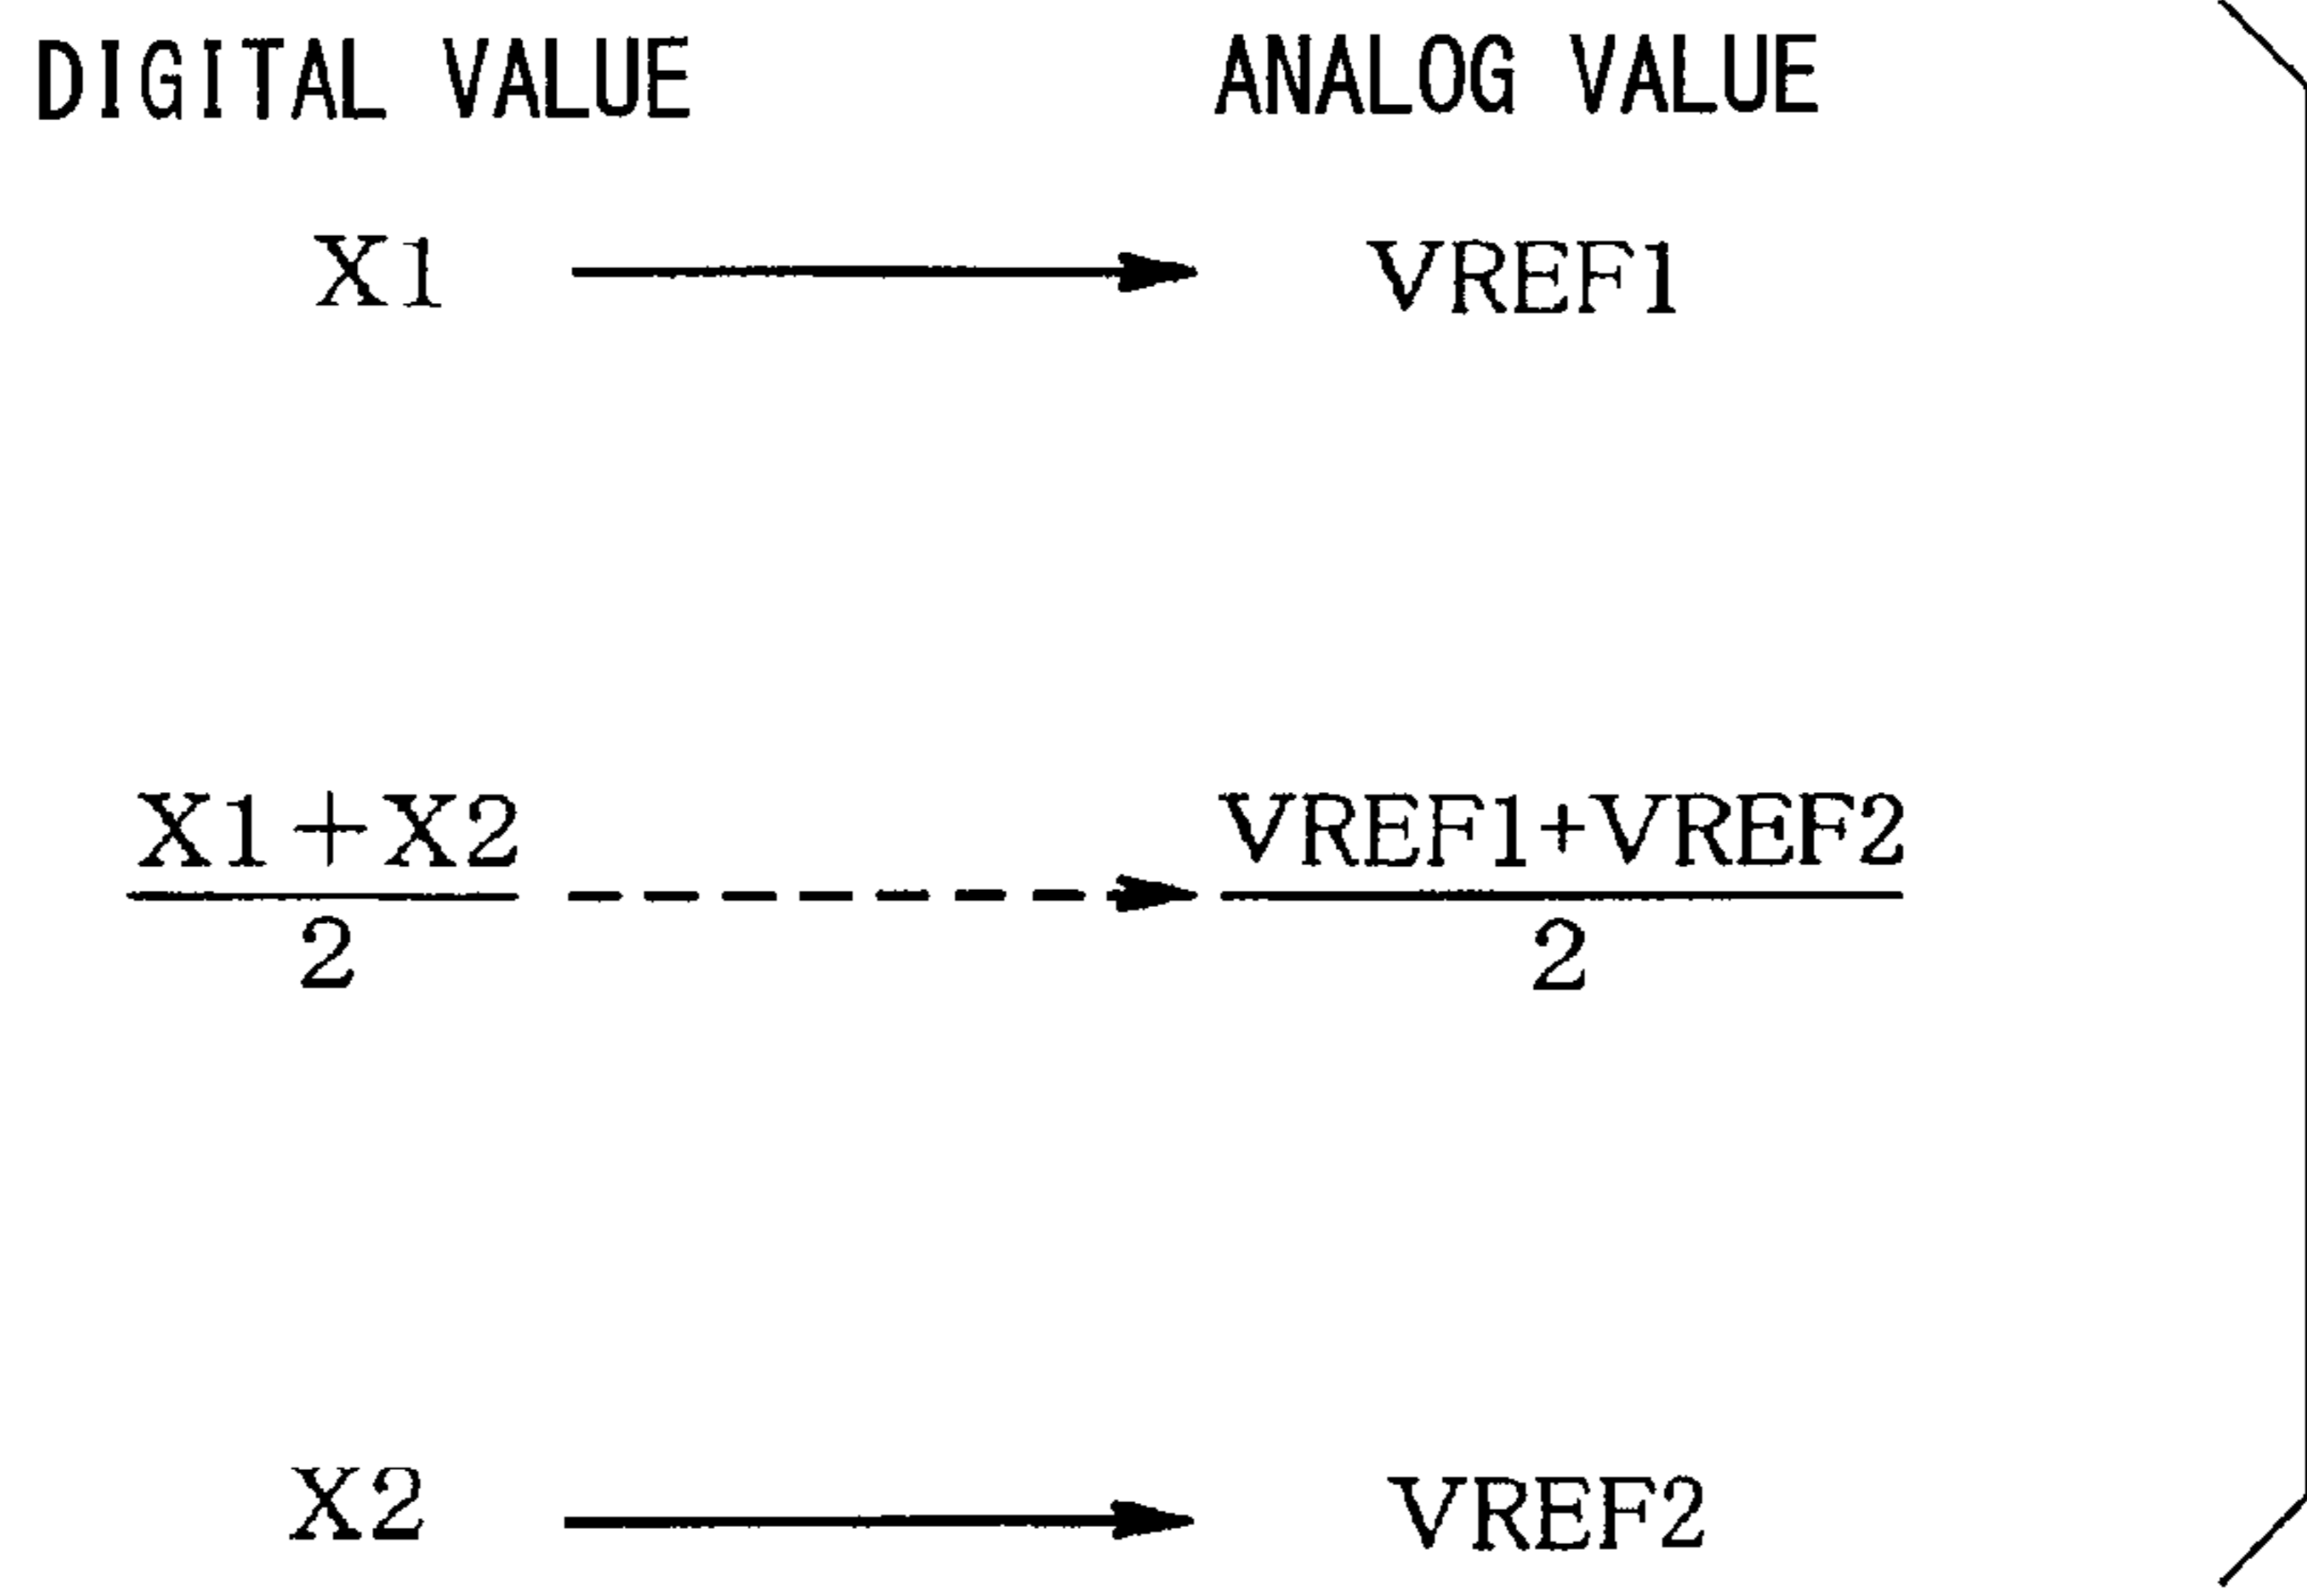 DIGITAL VALUE ANALOG VALUE
X1 VREF1
X1+X2 VREF1+VREF2
2 2
X2 VREF2